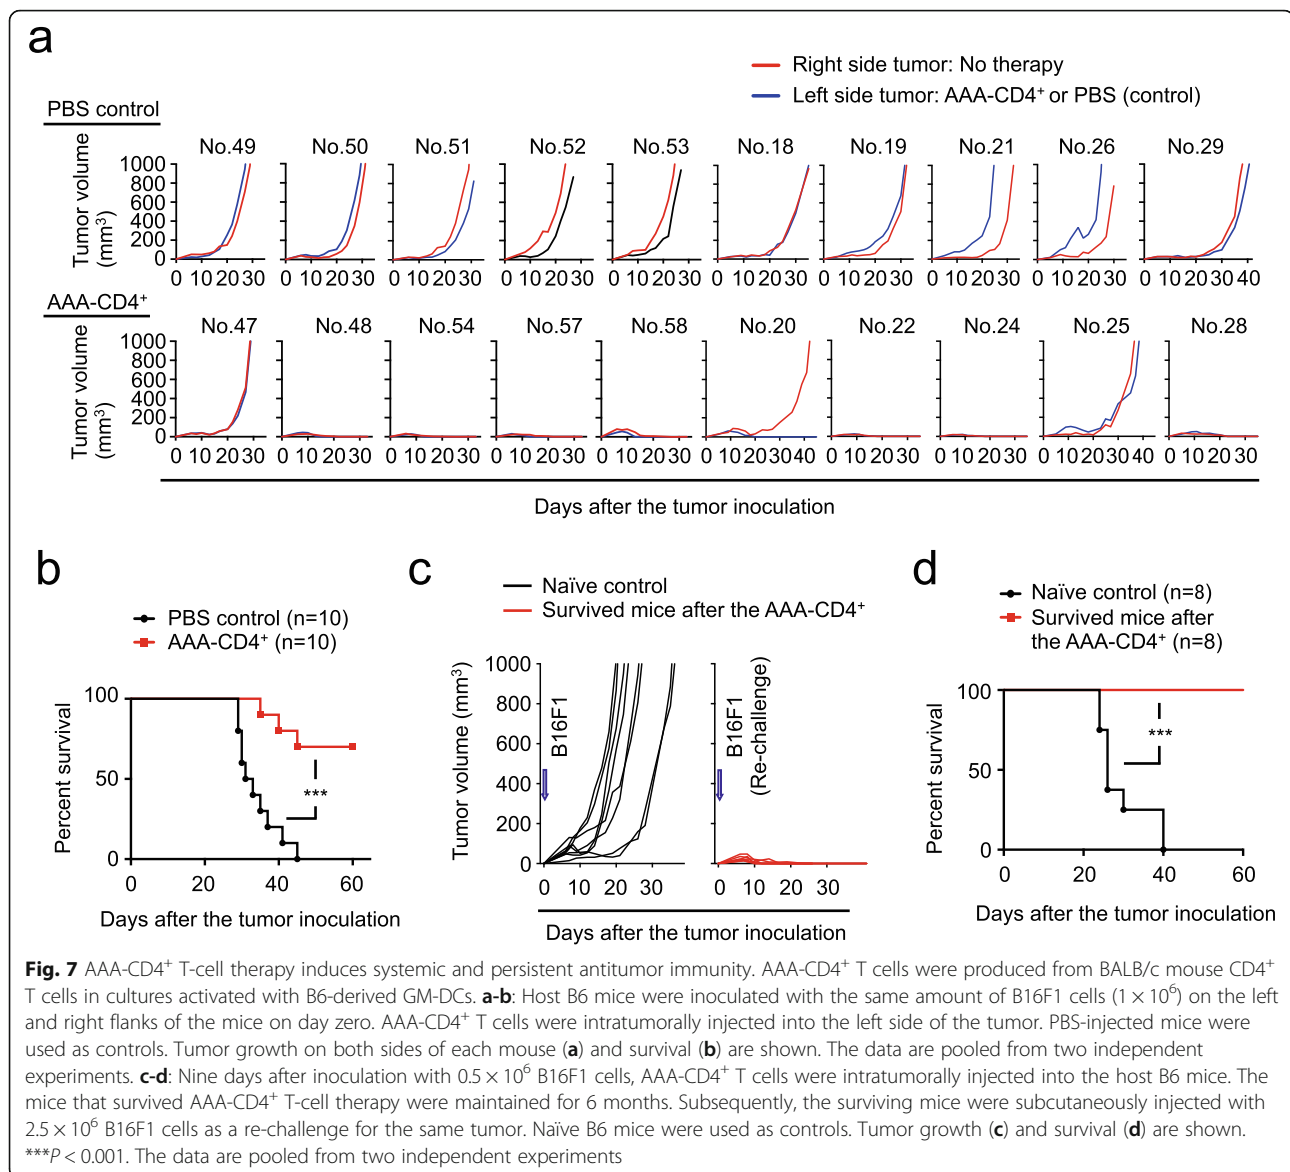 a
Right side tumor: No therapy
Left side tumor: AAA-CD4⁺ or PBS (control)
PBS control
No.49 No.50 No.51 No.52 No.53 No.18 No.19 No.21 No.26 No.29
Tumor volume (mm³)
1000
800
600
400
200
0 10 20 30 0 10 20 30 0 10 20 30 0 10 20 30 0 10 20 30 0 10 20 30 0 10 20 30 0 10 20 30 0 10 20 30 0 10 20 30 40
AAA-CD4⁺
No.47 No.48 No.54 No.57 No.58 No.20 No.22 No.24 No.25 No.28
Tumor volume (mm³)
1000
800
600
400
200
0
0 10 20 30 0 10 20 30 0 10 20 30 0 10 20 30 0 10 20 30 0 10 20 30 40 0 10 20 30 0 10 20 30 0 10 20 30 0 10 20 30
Days after the tumor inoculation
b
PBS control (n=10)
AAA-CD4⁺ (n=10)
Percent survival
100
50
0
0 20 40 60
***
Days after the tumor inoculation
c
Naïve control
Survived mice after the AAA-CD4⁺
Tumor volume (mm³)
1000
800
600
400
200
0
B16F1
B16F1
(Re-challenge)
0 10 20 30 0 10 20 30
Days after the tumor inoculation
d
Naïve control (n=8)
Survived mice after
the AAA-CD4⁺ (n=8)
Percent survival
100
50
0
***
0 20 40 60
Days after the tumor inoculation
Fig. 7 AAA-CD4⁺ T-cell therapy induces systemic and persistent antitumor immunity. AAA-CD4⁺ T cells were produced from BALB/c mouse CD4⁺
T cells in cultures activated with B6-derived GM-DCs. a-b: Host B6 mice were inoculated with the same amount of B16F1 cells (1 × 10⁶) on the left
and right flanks of the mice on day zero. AAA-CD4⁺ T cells were intratumorally injected into the left side of the tumor. PBS-injected mice were
used as controls. Tumor growth on both sides of each mouse (a) and survival (b) are shown. The data are pooled from two independent
experiments. c-d: Nine days after inoculation with 0.5 × 10⁶ B16F1 cells, AAA-CD4⁺ T cells were intratumorally injected into the host B6 mice. The
mice that survived AAA-CD4⁺ T-cell therapy were maintained for 6 months. Subsequently, the surviving mice were subcutaneously injected with
2.5 × 10⁶ B16F1 cells as a re-challenge for the same tumor. Naïve B6 mice were used as controls. Tumor growth (c) and survival (d) are shown.
***P < 0.001. The data are pooled from two independent experiments